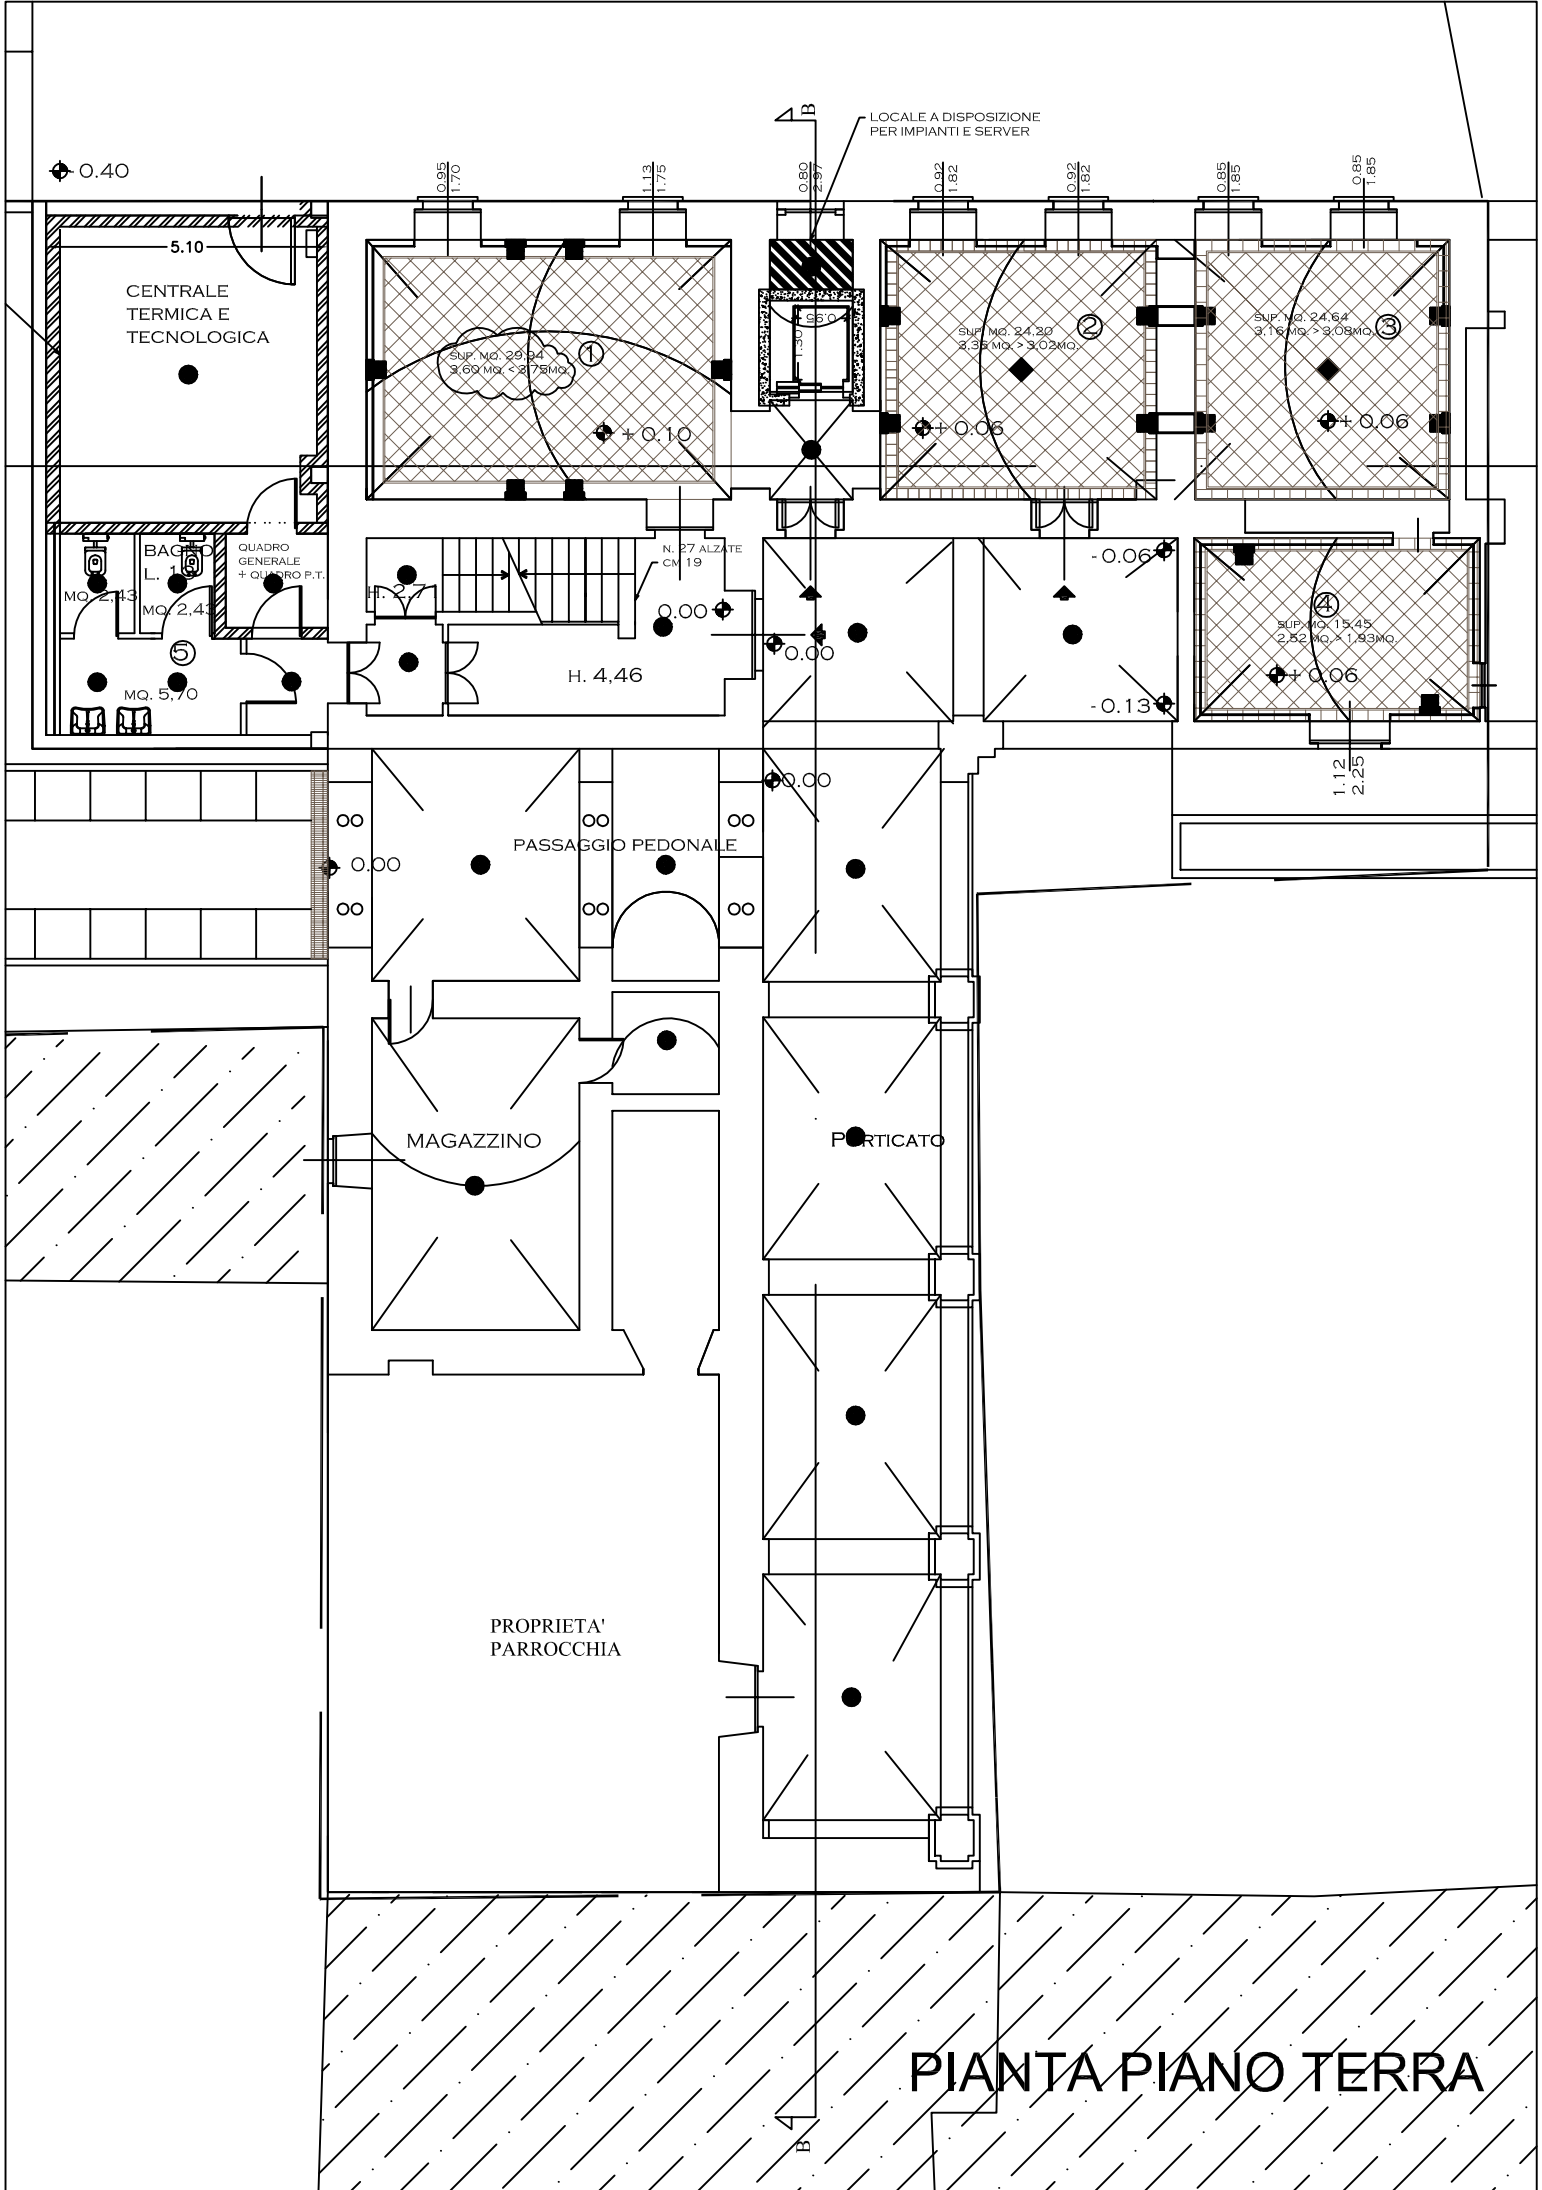 B
LOCALE A DISPOSIZIONE
PER IMPIANTI E SERVER
0.40
0.95
1.70
1.13
1.75
0.80
2.97
0.92
1.82
0.92
1.82
0.85
1.85
0.85
1.85
5.10
CENTRALE
TERMICA E
TECNOLOGICA
1
SUP. MQ. 29,94
3,60 MQ. < 3,75MQ.
+ 0.10
0.95
1.30
2
SUP. MQ. 24,20
3,35 MQ. > 3,02MQ.
+ 0.06
3
SUP. MQ. 24,64
3,16 MQ. > 3,08MQ.
+ 0.06
BAGNO
MQ. 2,43
MQ. 2,43
QUADRO
GENERALE
+ QUADRO P.T.
H. 2,71
N. 27 ALZATE
CM 19
0.00
H. 4,46
0.00
-0.06
-0.13
4
SUP. MQ. 15,45
2,52 MQ. > 1,93MQ.
+ 0.06
5
MQ. 5,70
1.12
2.25
0.00
PASSAGGIO PEDONALE
0.00
MAGAZZINO
PORTICATO
PROPRIETA'
PARROCCHIA
PIANTA PIANO TERRA
B